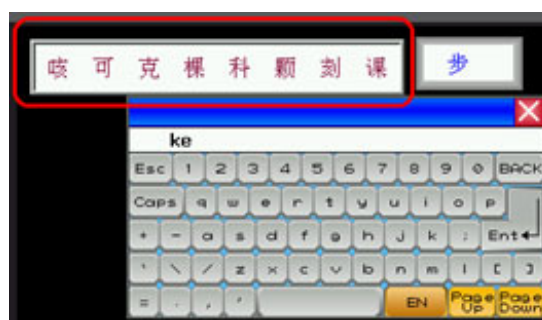 咳 可 克 棵 科 颗 刻 课 步
ke
Esc 1 2 3 4 5 6 7 8 9 0 BACK
Caps q w e r t y u i o p
+ - a s d f g h j k ; Ent
` \ / z x c v b n m ! [ ]
= . , ' EN Page Up Page Down